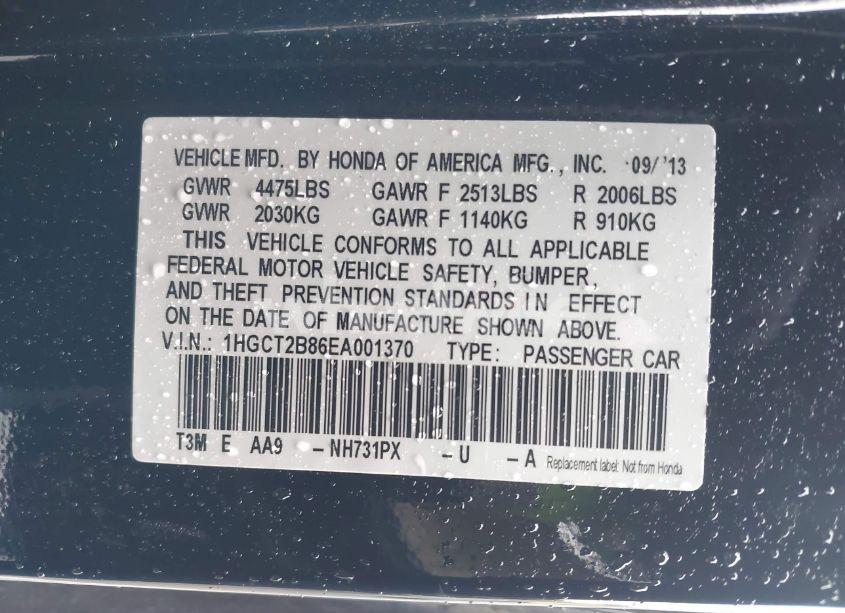 VEHICLE MFD. BY HONDA OF AMERICA MFG., INC. 09/'13
GVWR 4475LBS GAWR F 2513LBS R 2006LBS
GVWR 2030KG GAWR F 1140KG R 910KG
THIS VEHICLE CONFORMS TO ALL APPLICABLE
FEDERAL MOTOR VEHICLE SAFETY, BUMPER,
AND THEFT PREVENTION STANDARDS IN EFFECT
ON THE DATE OF MANUFACTURE SHOWN ABOVE.
V.I.N.: 1HGCT2B86EA001370 TYPE: PASSENGER CAR
T3M E AA9 - NH731PX - U - A Replacement label: Not from Honda